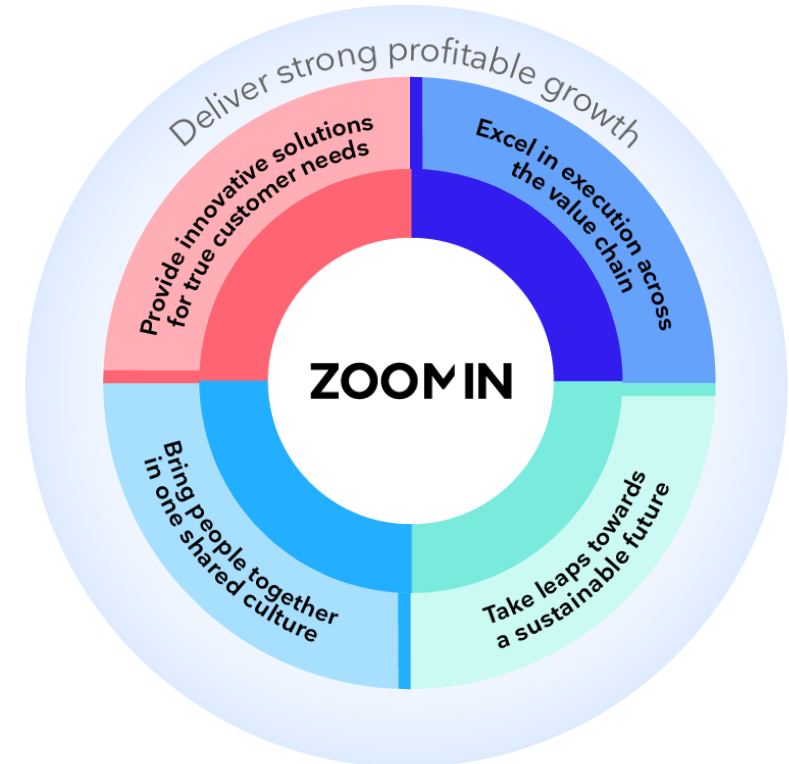 Deliver strong profitable growth
Provide innovative solutions
for true customer needs
Excel in execution across
the value chain
ZOOMIN
Bring people together
in one shared culture
Take leaps towards
a sustainable future